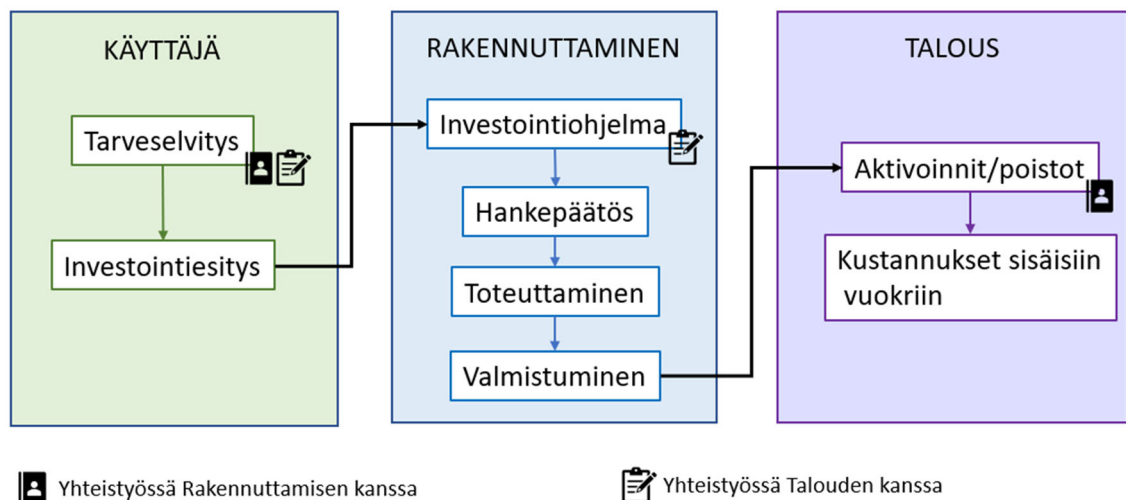 KÄYTTÄJÄ
Tarveselvitys
Investointiesitys
RAKENNUTTAMINEN
Investointiohjelma
Hankepäätös
Toteuttaminen
Valmistuminen
TALOUS
Aktivoinnit/poistot
Kustannukset sisäisiin
vuokriin
Yhteistyössä Rakennuttamisen kanssa
Yhteistyössä Talouden kanssa